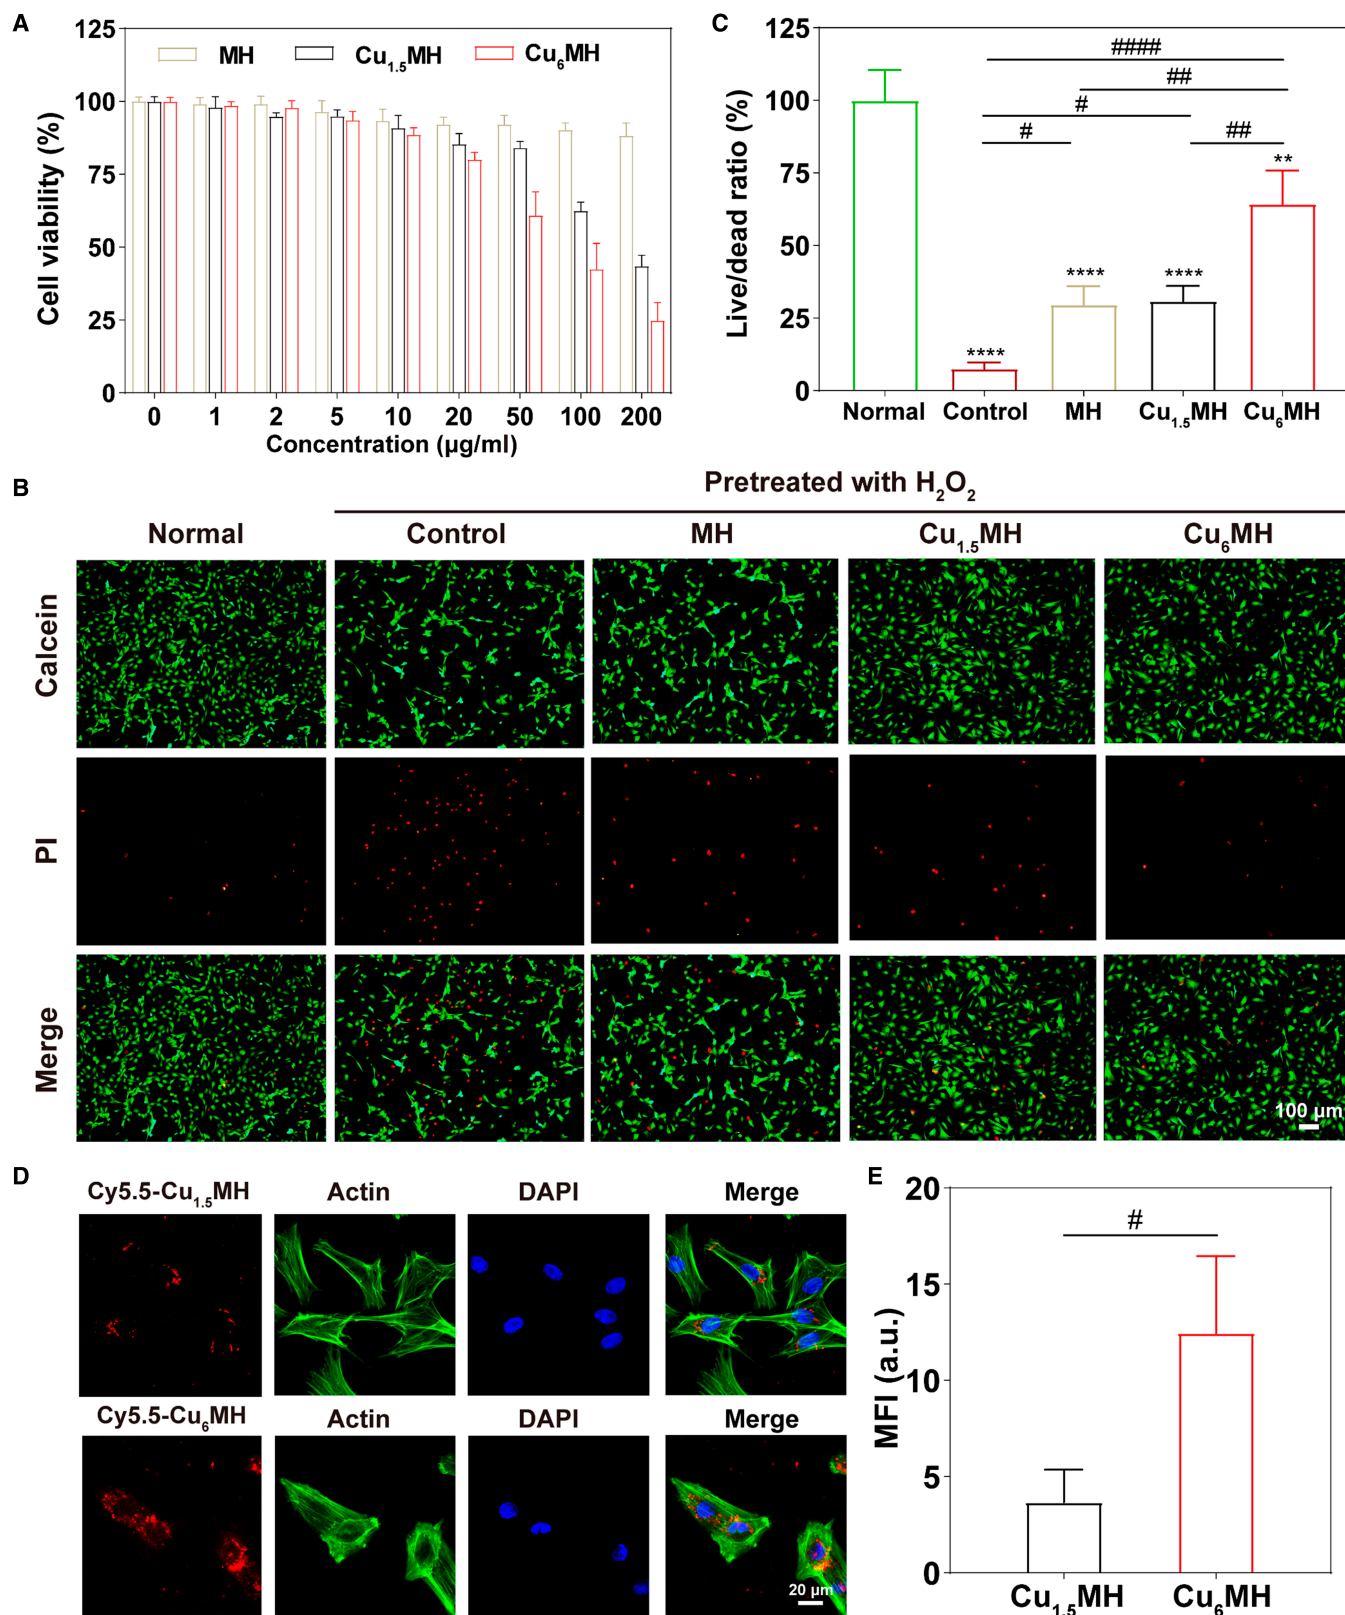 A
125
100
75
50
25
0
Cell viability (%)
MH Cu1.5MH Cu6MH
0 1 2 5 10 20 50 100 200
Concentration (µg/ml)
C
125
100
75
50
25
0
Live/dead ratio (%)
####
##
#
# ##
**
**** ****
****
Normal Control MH Cu1.5MH Cu6MH
B
Pretreated with H2O2
Normal Control MH Cu1.5MH Cu6MH
Calcein
PI
Merge
100 µm
D
Cy5.5-Cu1.5MH Actin DAPI Merge
Cy5.5-Cu6MH Actin DAPI Merge
20 µm
E
20
15
10
5
0
MFI (a.u.)
#
Cu1.5MH Cu6MH